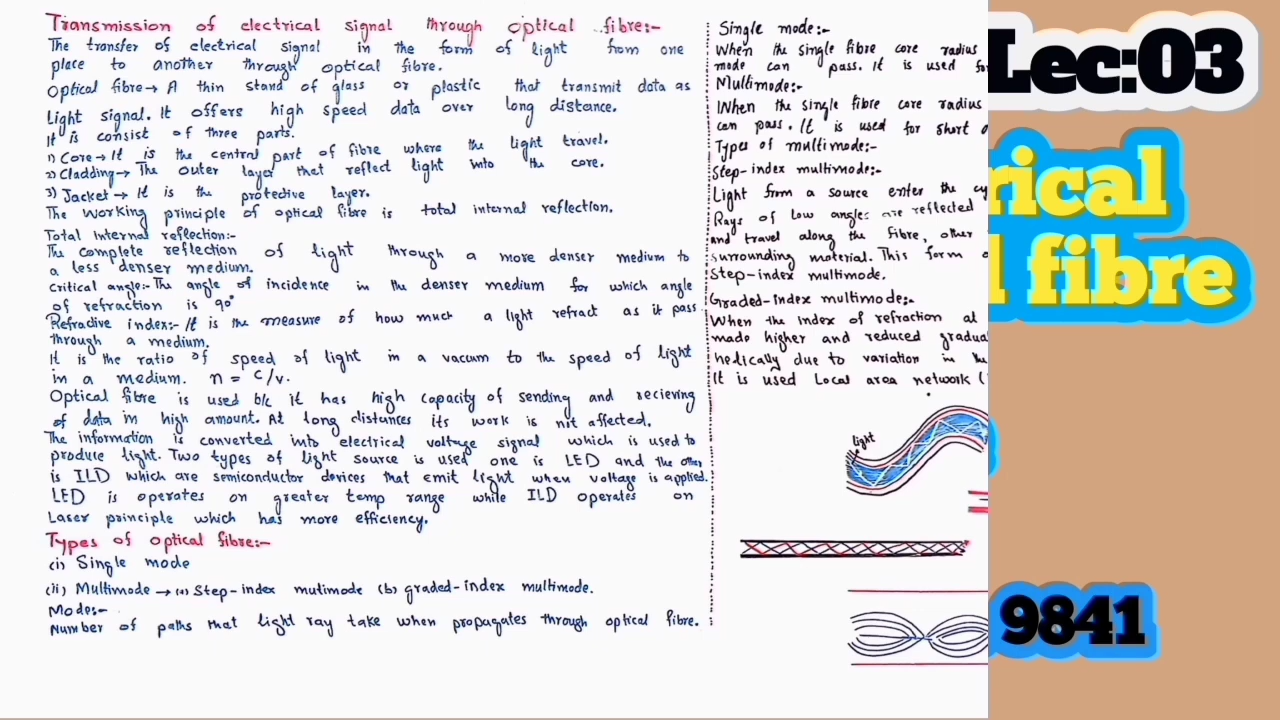 Transmission of electrical signal through optical fibre:-
The transfer of electrical signal in the form of light from one
place to another through optical fibre.
Optical fibre→ A thin stand of glass or plastic that transmit data as
Light signal. It offers high speed data over long distance.
It is consist of three parts.
1) Core→ It is the central part of fibre where the light travel.
2) Cladding→ The outer layer that reflect light into the core.
3) Jacket → It is the protective layer.
The working principle of optical fibre is total internal reflection.
Total Internal reflection:-
The complete reflection of light through a more denser medium to
a less denser medium.
Critical angle:- The angle of incidence in the denser medium for which angle
of refraction is 90°
Refractive index:- It is the measure of how much a light refract as it pass
through a medium.
It is the ratio of speed of light in a vacuum to the speed of light
in a medium. n = c/v.
Optical fibre is used b/c it has high capacity of sending and recieving
of data in high amount. At long distances its work is not affected.
The information is converted into electrical voltage signal which is used to
produce light. Two types of light source is used one is LED and the other
is ILD which are semiconductor devices that emit light when voltage is applied.
LED is operates on greater temp range while ILD operates on
Laser principle which has more efficiency.
Types of optical fibre:-
(i) Single mode
(ii) Multimode → (a) Step-index mutimode (b) graded-index multimode.
Mode:-
Number of paths that light ray take when propagates through optical fibre.
Single mode:-
When the single fibre core radius
mode can pass. It is used for
Multimode:-
When the single fibre core radius
can pass. It is used for short
Types of multimode:-
Step-index multimode:-
Light from a source enter the
Rays of Low angles are reflected
and travel along the fibre, other
surrounding material. This form
Step-index multimode.
Graded-index multimode:-
When the index of refraction at
made higher and reduced
hedically due to variation in the
It is used Local area network (
light
Lec:03
rical
l fibre
9841